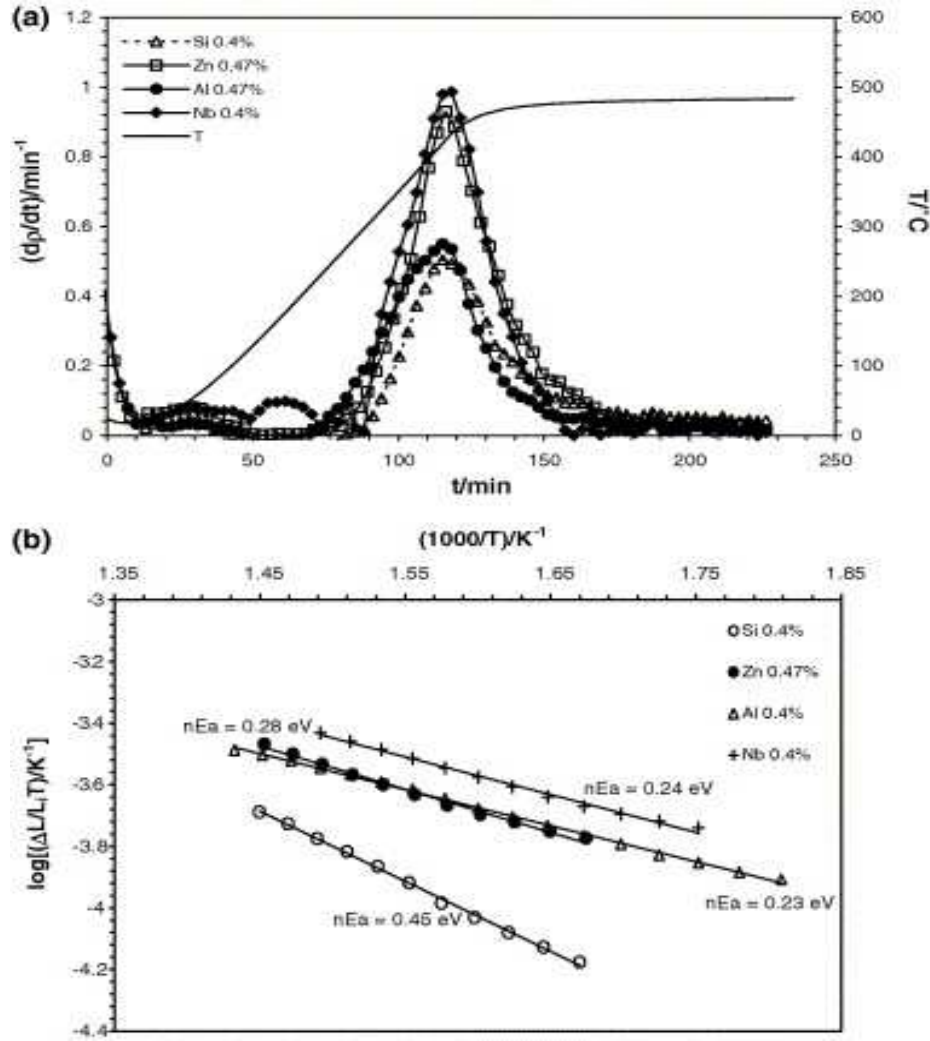 (a)
1.2
1
0.8
0.6
0.4
0.2
0
(dρ/dt)/min⁻¹
Si 0.4%
Zn 0.47%
Al 0.47%
Nb 0.4%
T
600
500
400
300
200
100
0
T/°C
0 50 100 150 200 250
t/min
(b)
(1000/T)/K⁻¹
1.35 1.45 1.55 1.65 1.75 1.85
-3
-3.2
-3.4
-3.6
-3.8
-4
-4.2
-4.4
log[(ΔL/LᵢT)/K⁻¹]
Si 0.4%
Zn 0.47%
Al 0.4%
Nb 0.4%
nEa = 0.28 eV
nEa = 0.24 eV
nEa = 0.23 eV
nEa = 0.45 eV